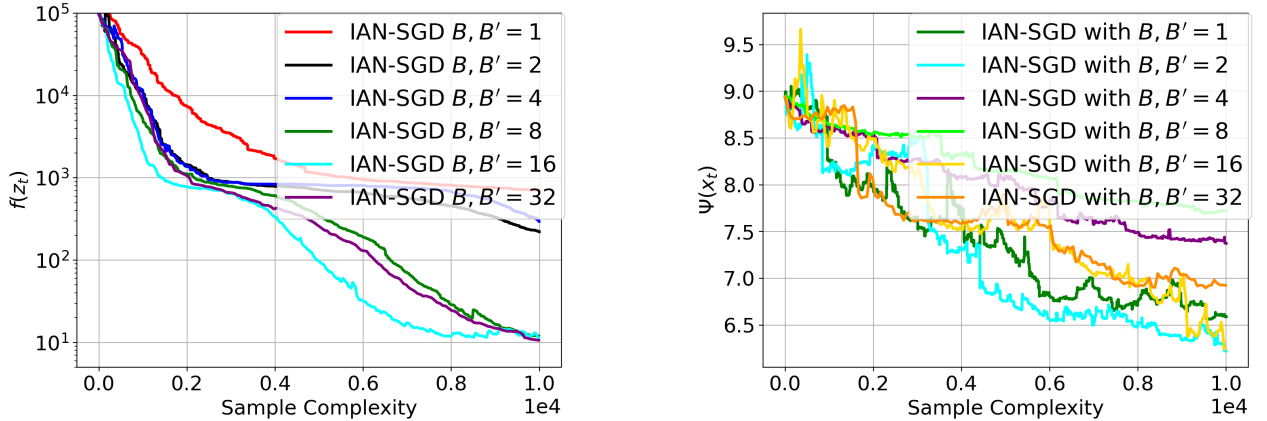 10^5
10^4
10^3
10^2
10^1
f(z_t)
0.0 0.2 0.4 0.6 0.8 1.0
1e4
Sample Complexity
IAN-SGD B, B′ = 1
IAN-SGD B, B′ = 2
IAN-SGD B, B′ = 4
IAN-SGD B, B′ = 8
IAN-SGD B, B′ = 16
IAN-SGD B, B′ = 32
9.5
9.0
8.5
8.0
7.5
7.0
6.5
Ψ(x_t)
0.0 0.2 0.4 0.6 0.8 1.0
1e4
Sample Complexity
IAN-SGD with B, B′ = 1
IAN-SGD with B, B′ = 2
IAN-SGD with B, B′ = 4
IAN-SGD with B, B′ = 8
IAN-SGD with B, B′ = 16
IAN-SGD with B, B′ = 32